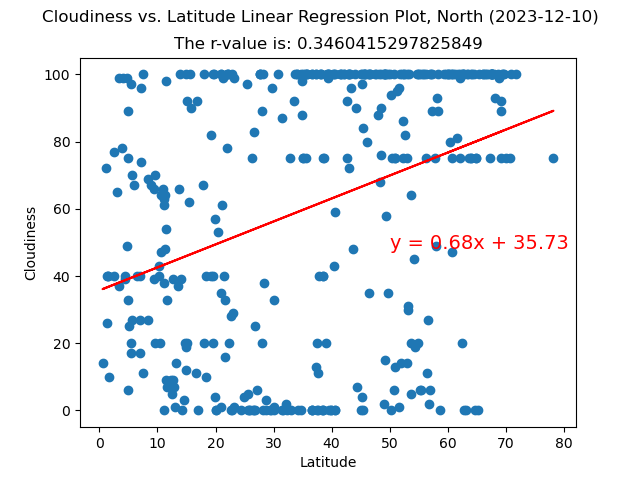 Cloudiness vs. Latitude Linear Regression Plot, North (2023-12-10)
The r-value is: 0.3460415297825849
100
80
60
40
20
0
Cloudiness
y = 0.68x + 35.73
0 10 20 30 40 50 60 70 80
Latitude